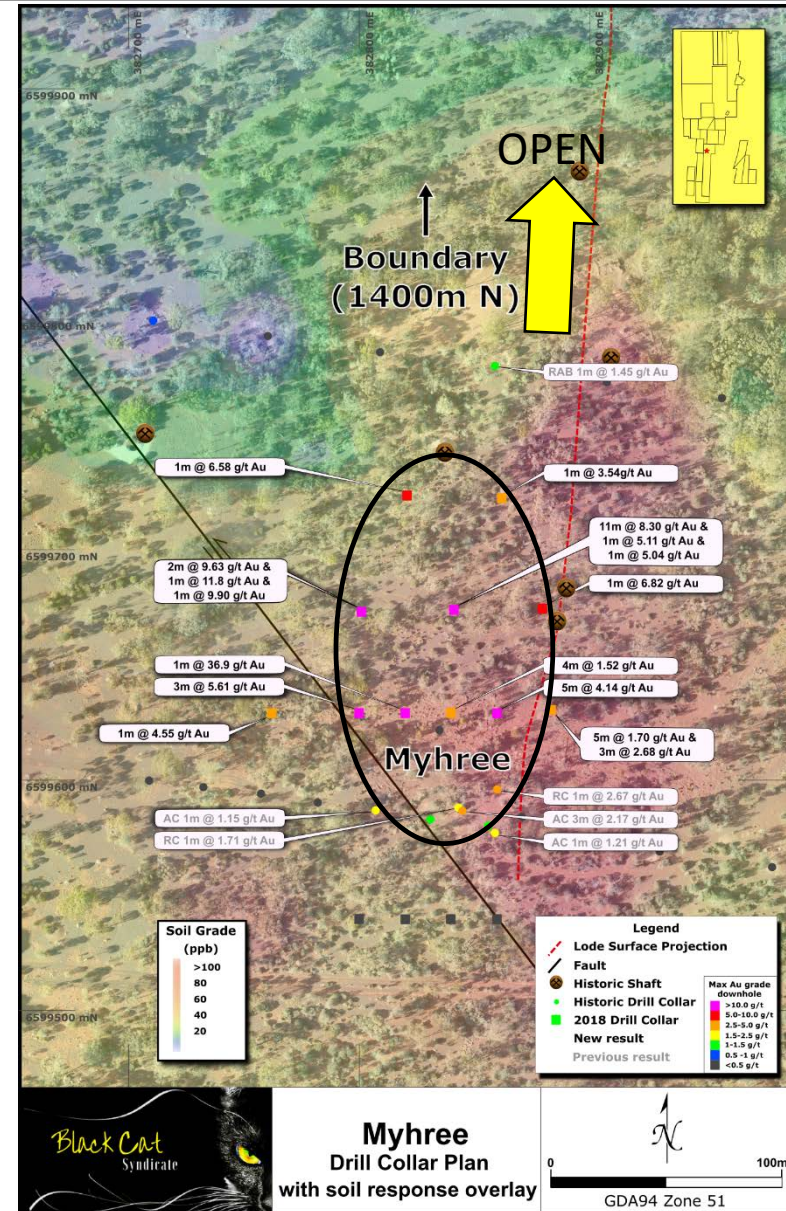 382700 mE
382800 mE
382900 mE
6599900 mN
OPEN
Boundary
(1400m N)
6599800 mN
RAB 1m @ 1.45 g/t Au
1m @ 6.58 g/t Au
1m @ 3.54g/t Au
11m @ 8.30 g/t Au &
1m @ 5.11 g/t Au &
1m @ 5.04 g/t Au
6599700 mN
2m @ 9.63 g/t Au &
1m @ 11.8 g/t Au &
1m @ 9.90 g/t Au
1m @ 6.82 g/t Au
1m @ 36.9 g/t Au
4m @ 1.52 g/t Au
3m @ 5.61 g/t Au
5m @ 4.14 g/t Au
1m @ 4.55 g/t Au
5m @ 1.70 g/t Au &
3m @ 2.68 g/t Au
Myhree
6599600 mN
RC 1m @ 2.67 g/t Au
AC 1m @ 1.15 g/t Au
AC 3m @ 2.17 g/t Au
RC 1m @ 1.71 g/t Au
AC 1m @ 1.21 g/t Au
Soil Grade
(ppb)
>100
80
60
40
20
6599500 mN
Legend
Lode Surface Projection
Fault
Historic Shaft
Historic Drill Collar
2018 Drill Collar
New result
Previous result
Max Au grade
downhole
>10.0 g/t
5.0-10.0 g/t
2.5-5.0 g/t
1.5-2.5 g/t
1-1.5 g/t
0.5 -1 g/t
<0.5 g/t
Black Cat
Syndicate
Myhree
Drill Collar Plan
with soil response overlay
N
0
100m
GDA94 Zone 51